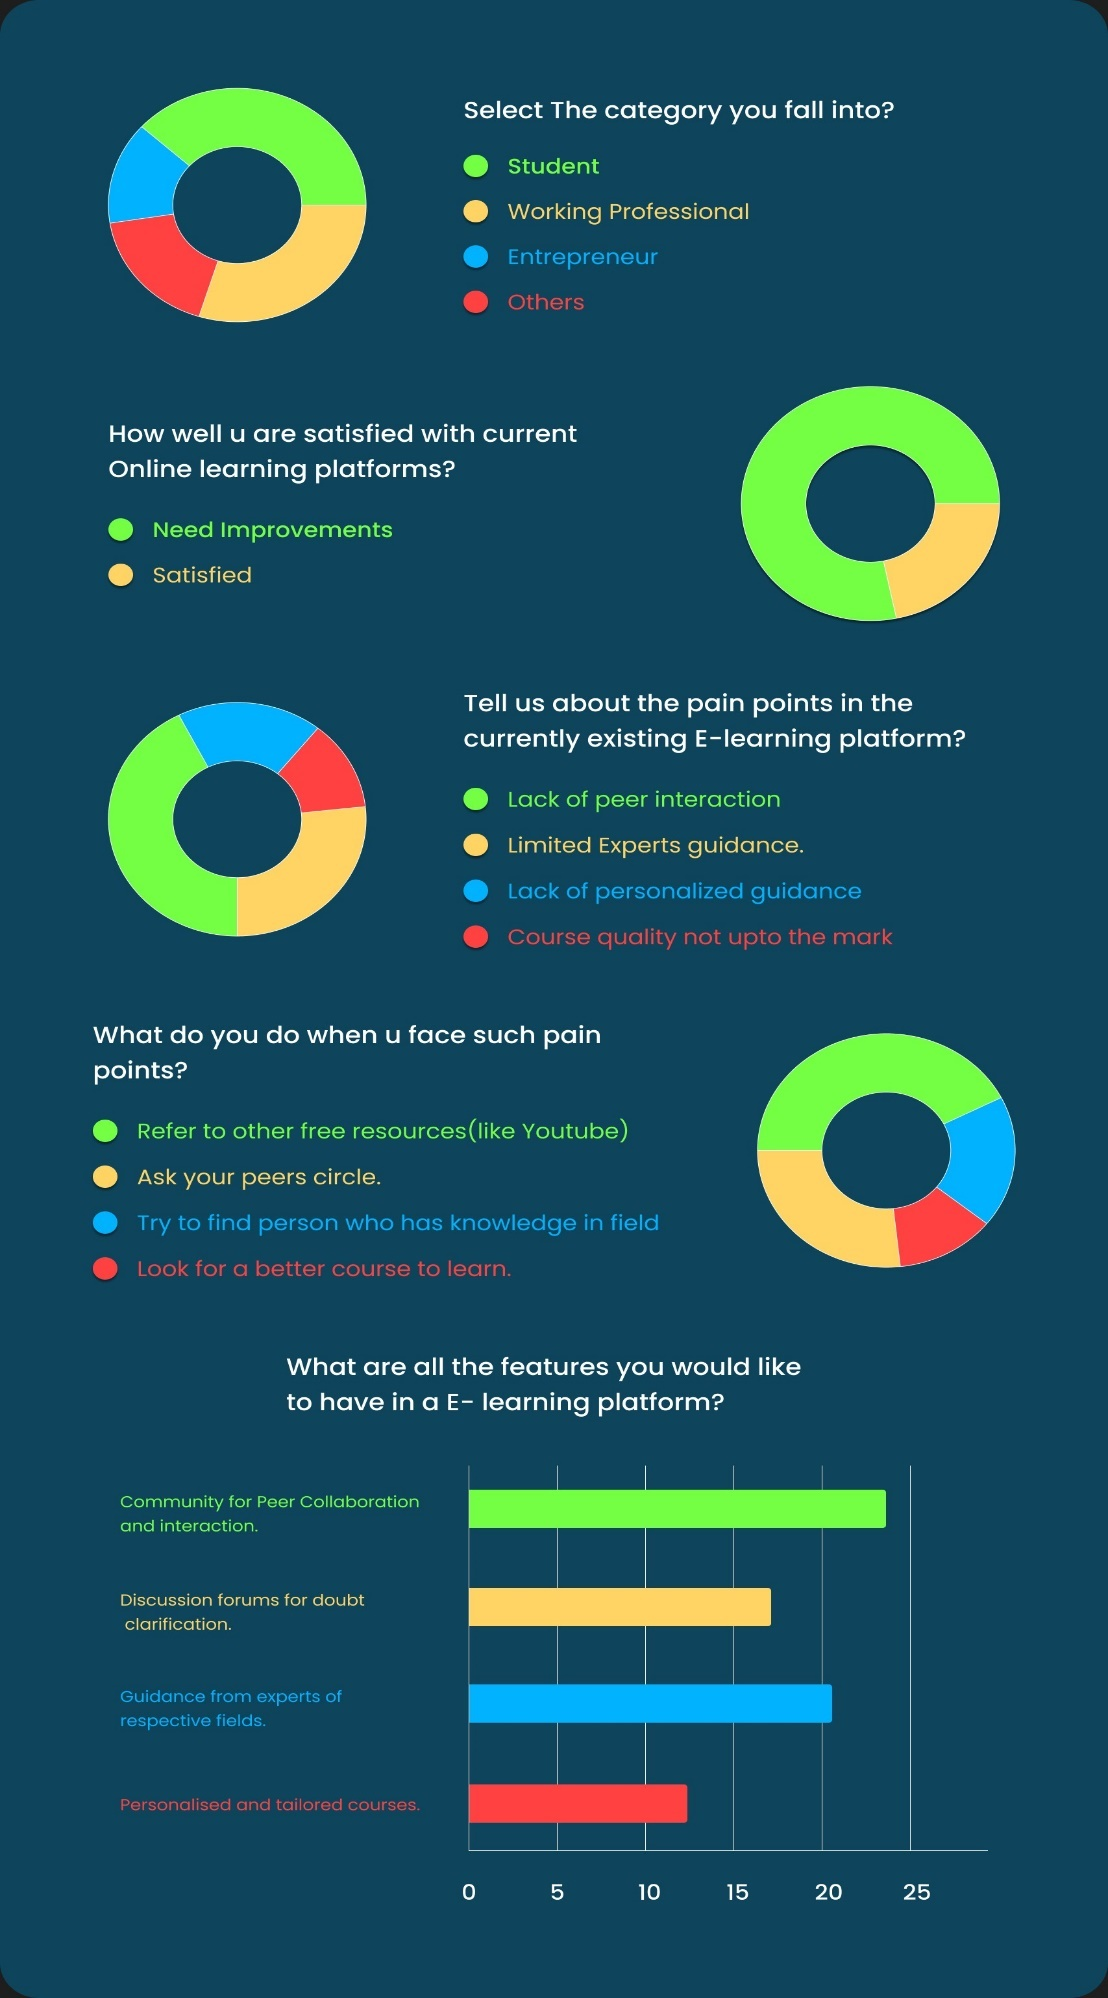 Select The category you fall into?
Student
Working Professional
Entrepreneur
Others
How well u are satisfied with current
Online learning platforms?
Need Improvements
Satisfied
Tell us about the pain points in the
currently existing E-learning platform?
Lack of peer interaction
Limited Experts guidance.
Lack of personalized guidance
Course quality not upto the mark
What do you do when u face such pain
points?
Refer to other free resources(like Youtube)
Ask your peers circle.
Try to find person who has knowledge in field
Look for a better course to learn.
What are all the features you would like
to have in a E- learning platform?
Community for Peer Collaboration
and interaction.
Discussion forums for doubt
clarification.
Guidance from experts of
respective fields.
Personalised and tailored courses.
0 5 10 15 20 25